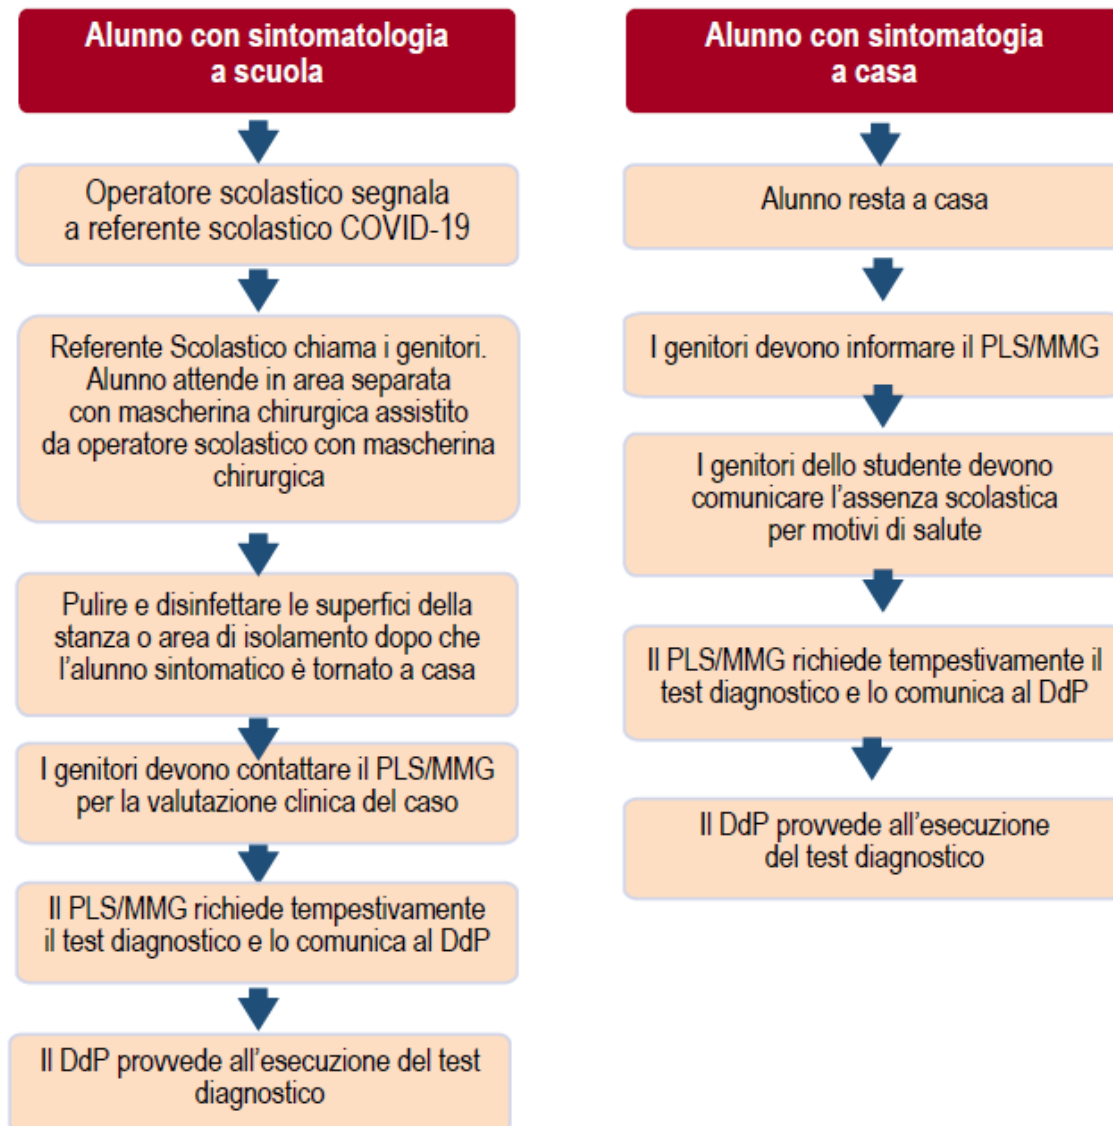 Alunno con sintomatologia
a scuola
Operatore scolastico segnala
a referente scolastico COVID-19
Referente Scolastico chiama i genitori.
Alunno attende in area separata
con mascherina chirurgica assistito
da operatore scolastico con mascherina
chirurgica
Pulire e disinfettare le superfici della
stanza o area di isolamento dopo che
l'alunno sintomatico è tornato a casa
I genitori devono contattare il PLS/MMG
per la valutazione clinica del caso
Il PLS/MMG richiede tempestivamente
il test diagnostico e lo comunica al DdP
Il DdP provvede all'esecuzione del test
diagnostico
Alunno con sintomatogia
a casa
Alunno resta a casa
I genitori devono informare il PLS/MMG
I genitori dello studente devono
comunicare l'assenza scolastica
per motivi di salute
Il PLS/MMG richiede tempestivamente il
test diagnostico e lo comunica al DdP
Il DdP provvede all'esecuzione
del test diagnostico